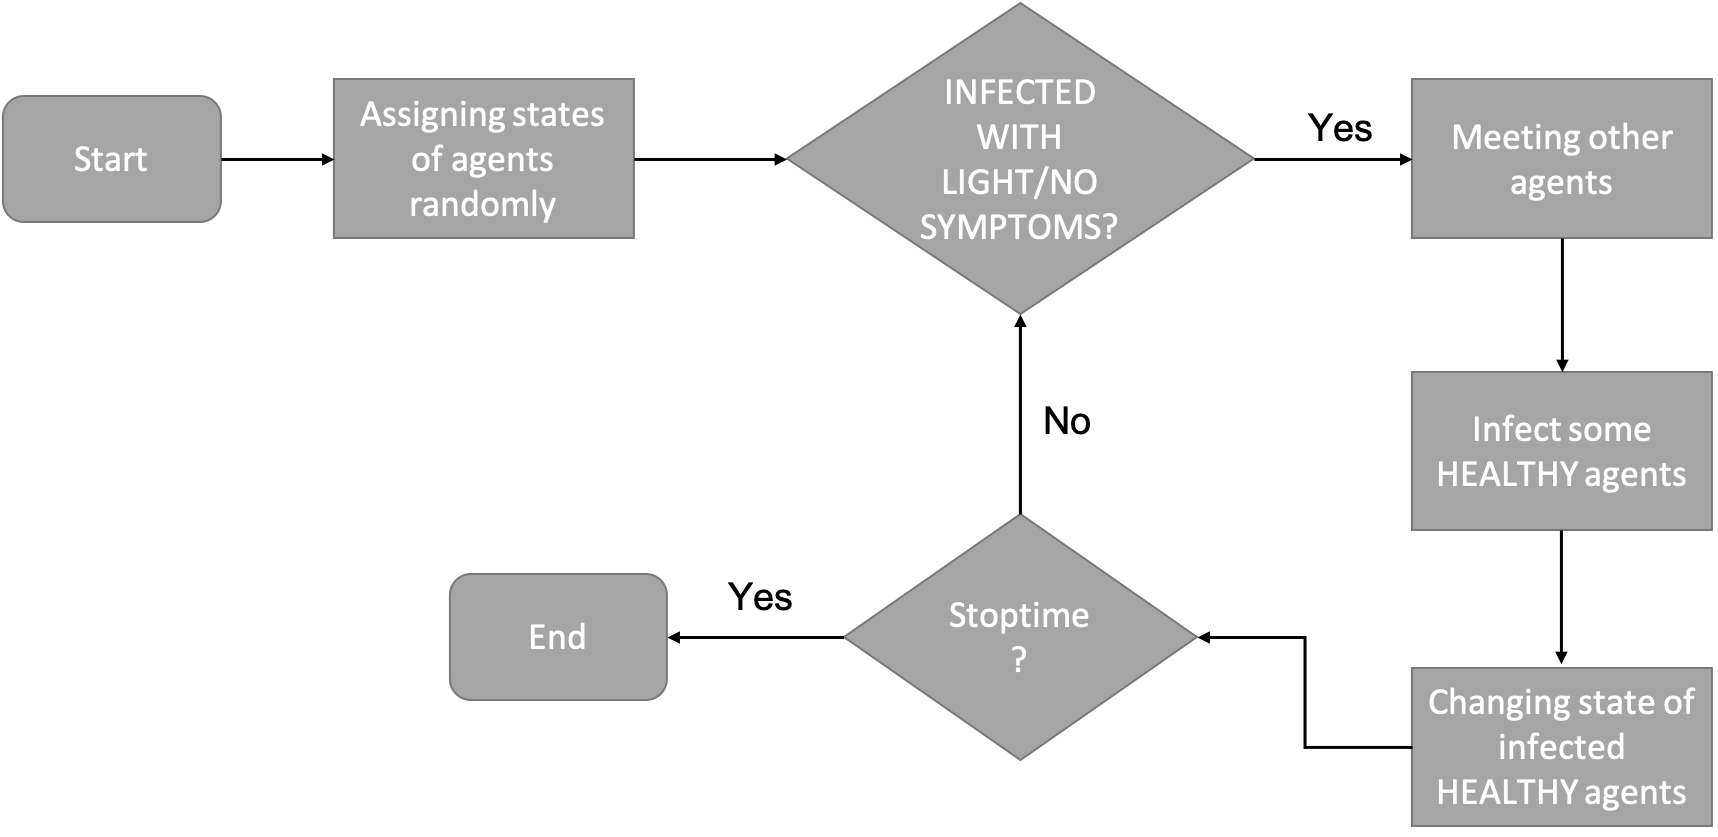 Start
Assigning states
of agents
randomly
INFECTED
WITH
LIGHT/NO
SYMPTOMS?
Yes
Meeting other
agents
No
Infect some
HEALTHY agents
End
Yes
Stoptime
?
Changing state of
infected
HEALTHY agents